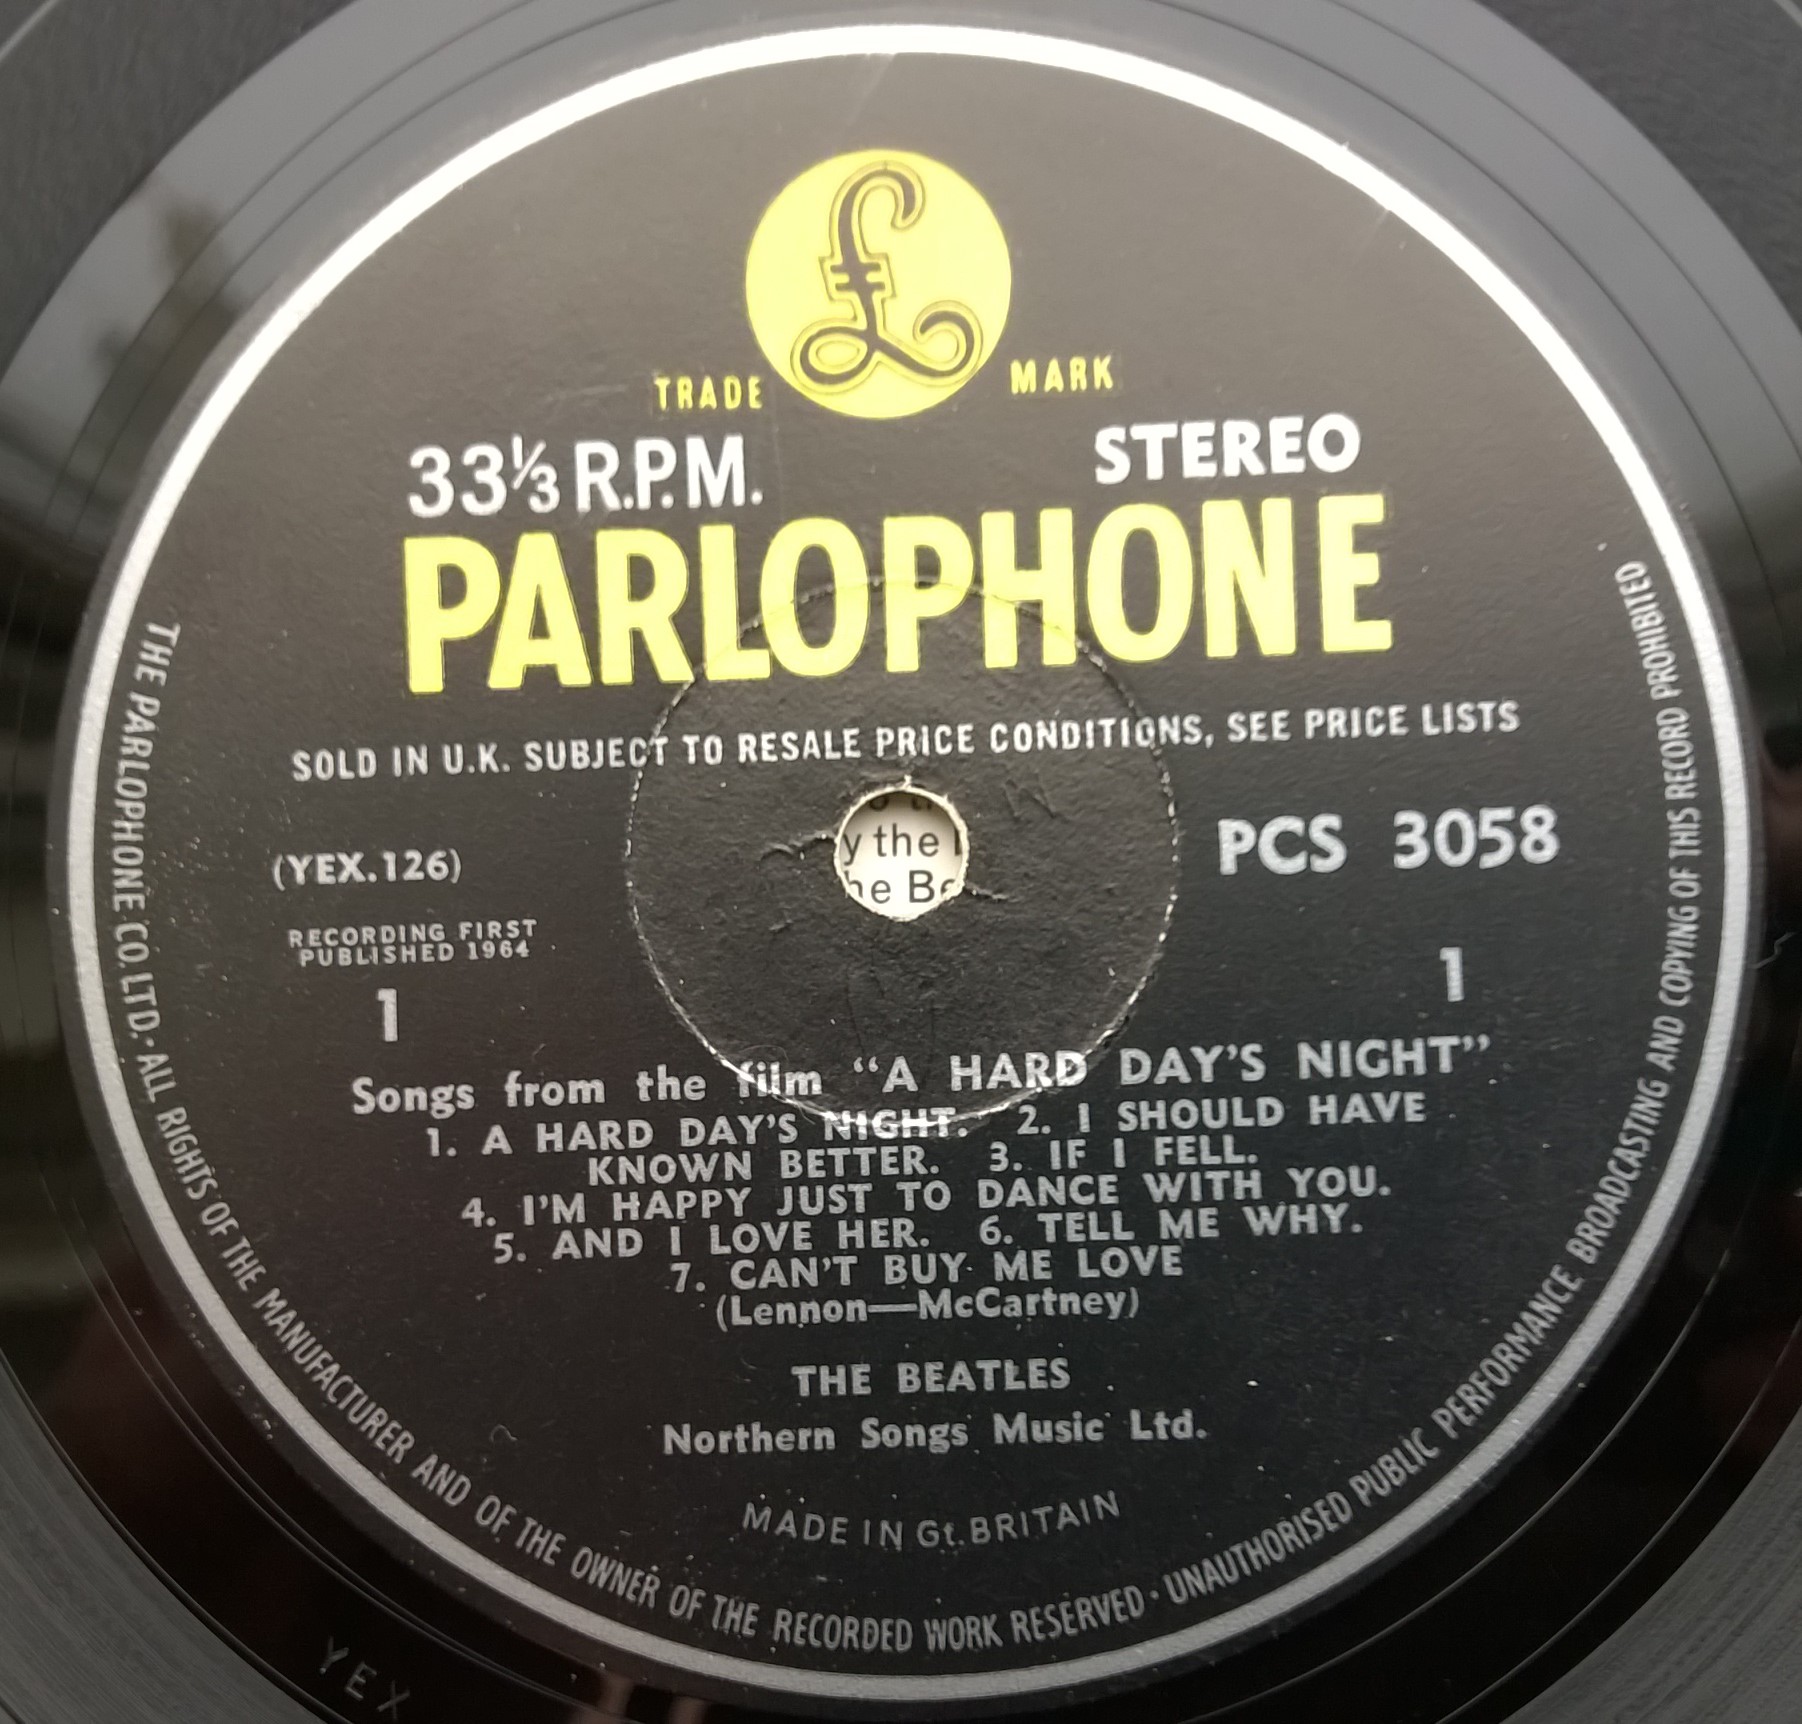 £
TRADE MARK
33⅓ R.P.M. STEREO
PARLOPHONE
SOLD IN U.K. SUBJECT TO RESALE PRICE CONDITIONS, SEE PRICE LISTS
y the
he Be
(YEX.126) PCS 3058
RECORDING FIRST
PUBLISHED 1964
1 1
Songs from the film “A HARD DAY'S NIGHT”
1. A HARD DAY'S NIGHT. 2. I SHOULD HAVE
KNOWN BETTER. 3. IF I FELL.
4. I'M HAPPY JUST TO DANCE WITH YOU.
5. AND I LOVE HER. 6. TELL ME WHY.
7. CAN'T BUY ME LOVE
(Lennon—McCartney)
THE BEATLES
Northern Songs Music Ltd.
MADE IN Gt. BRITAIN
THE PARLOPHONE CO. LTD. · ALL RIGHTS OF THE MANUFACTURER AND OF THE OWNER OF THE RECORDED WORK RESERVED · UNAUTHORISED PUBLIC PERFORMANCE BROADCASTING AND COPYING OF THIS RECORD PROHIBITED
YEX